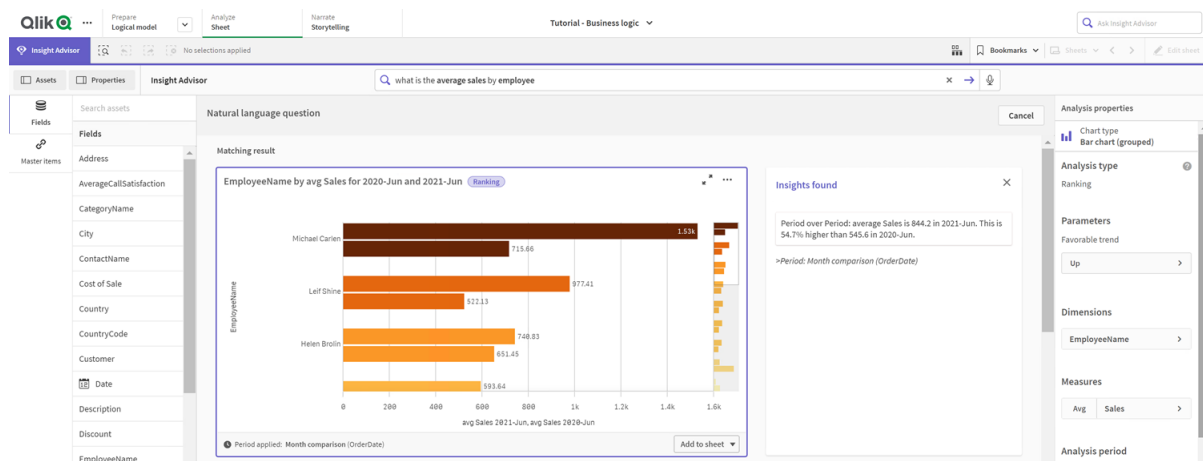 Qlik
Prepare
Logical model
Analyze
Sheet
Narrate
Storytelling
Tutorial - Business logic
Ask Insight Advisor
Insight Advisor
No selections applied
Bookmarks
Sheets
Edit sheet
Assets
Properties
Insight Advisor
what is the average sales by employee
Fields
Master items
Search assets
Fields
Address
AverageCallSatisfaction
CategoryName
City
ContactName
Cost of Sale
Country
CountryCode
Customer
Date
Description
Discount
EmployeeName
Natural language question
Cancel
Matching result
EmployeeName by avg Sales for 2020-Jun and 2021-Jun
Ranking
EmployeeName
Michael Carlen
1.53k
715.66
Leif Shine
977.41
522.13
Helen Brolin
740.83
651.45
593.64
0 200 400 600 800 1k 1.2k 1.4k 1.6k
avg Sales 2021-Jun, avg Sales 2020-Jun
Period applied: Month comparison (OrderDate)
Add to sheet
Insights found
Period over Period: average Sales is 844.2 in 2021-Jun. This is
54.7% higher than 545.6 in 2020-Jun.
>Period: Month comparison (OrderDate)
Analysis properties
Chart type
Bar chart (grouped)
Analysis type
Ranking
Parameters
Favorable trend
Up
Dimensions
EmployeeName
Measures
Avg Sales
Analysis period